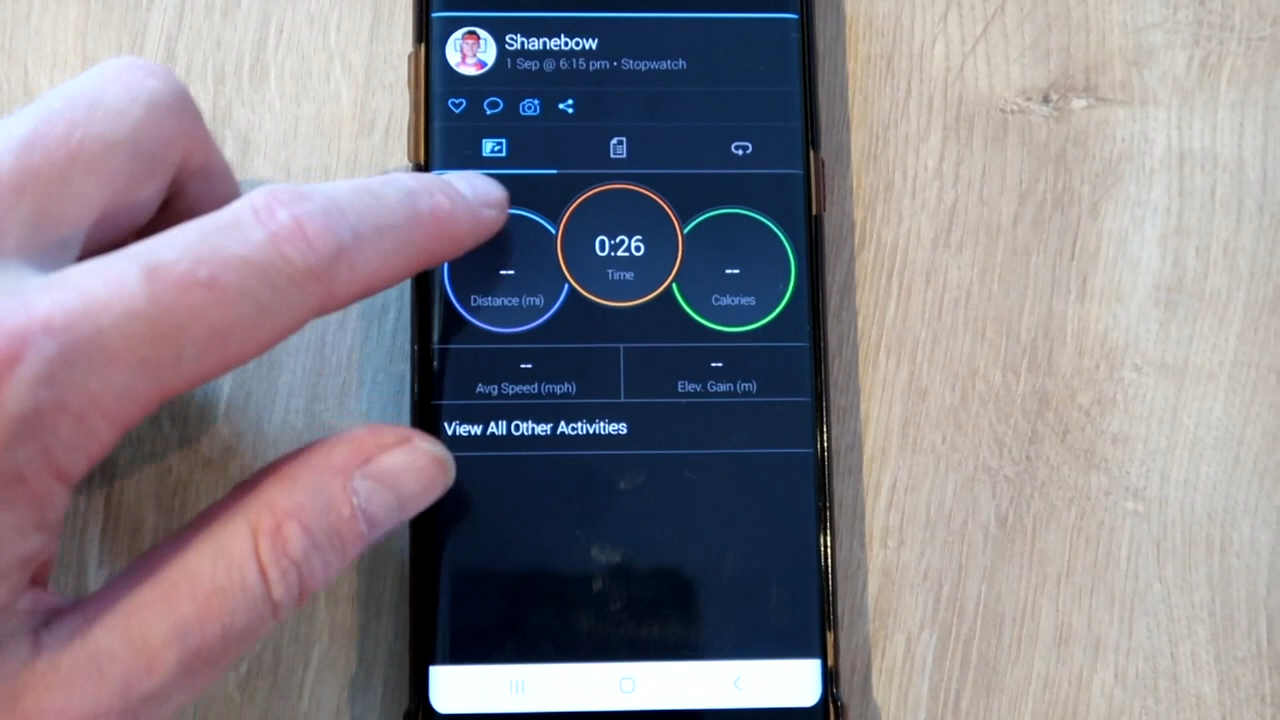 Shanebow
1 Sep @ 6:15 pm • Stopwatch
0:26
Time
--
Distance (mi)
--
Calories
--
Avg Speed (mph)
--
Elev. Gain (m)
View All Other Activities